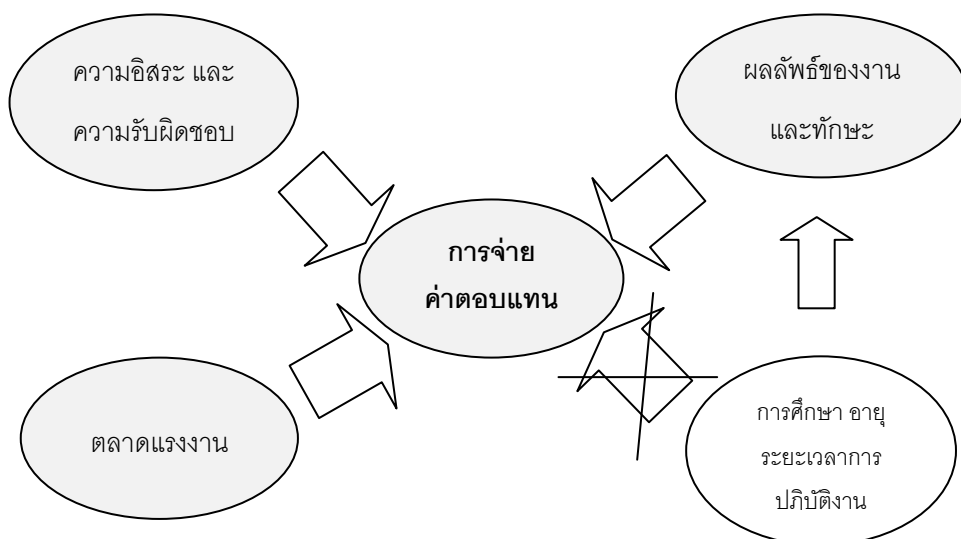 ความอิสระ และ
ความรับผิดชอบ
ผลลัพธ์ของงาน
และทักษะ
การจ่าย
ค่าตอบแทน
ตลาดแรงงาน
การศึกษา อายุ
ระยะเวลาการ
ปภิบัติงาน